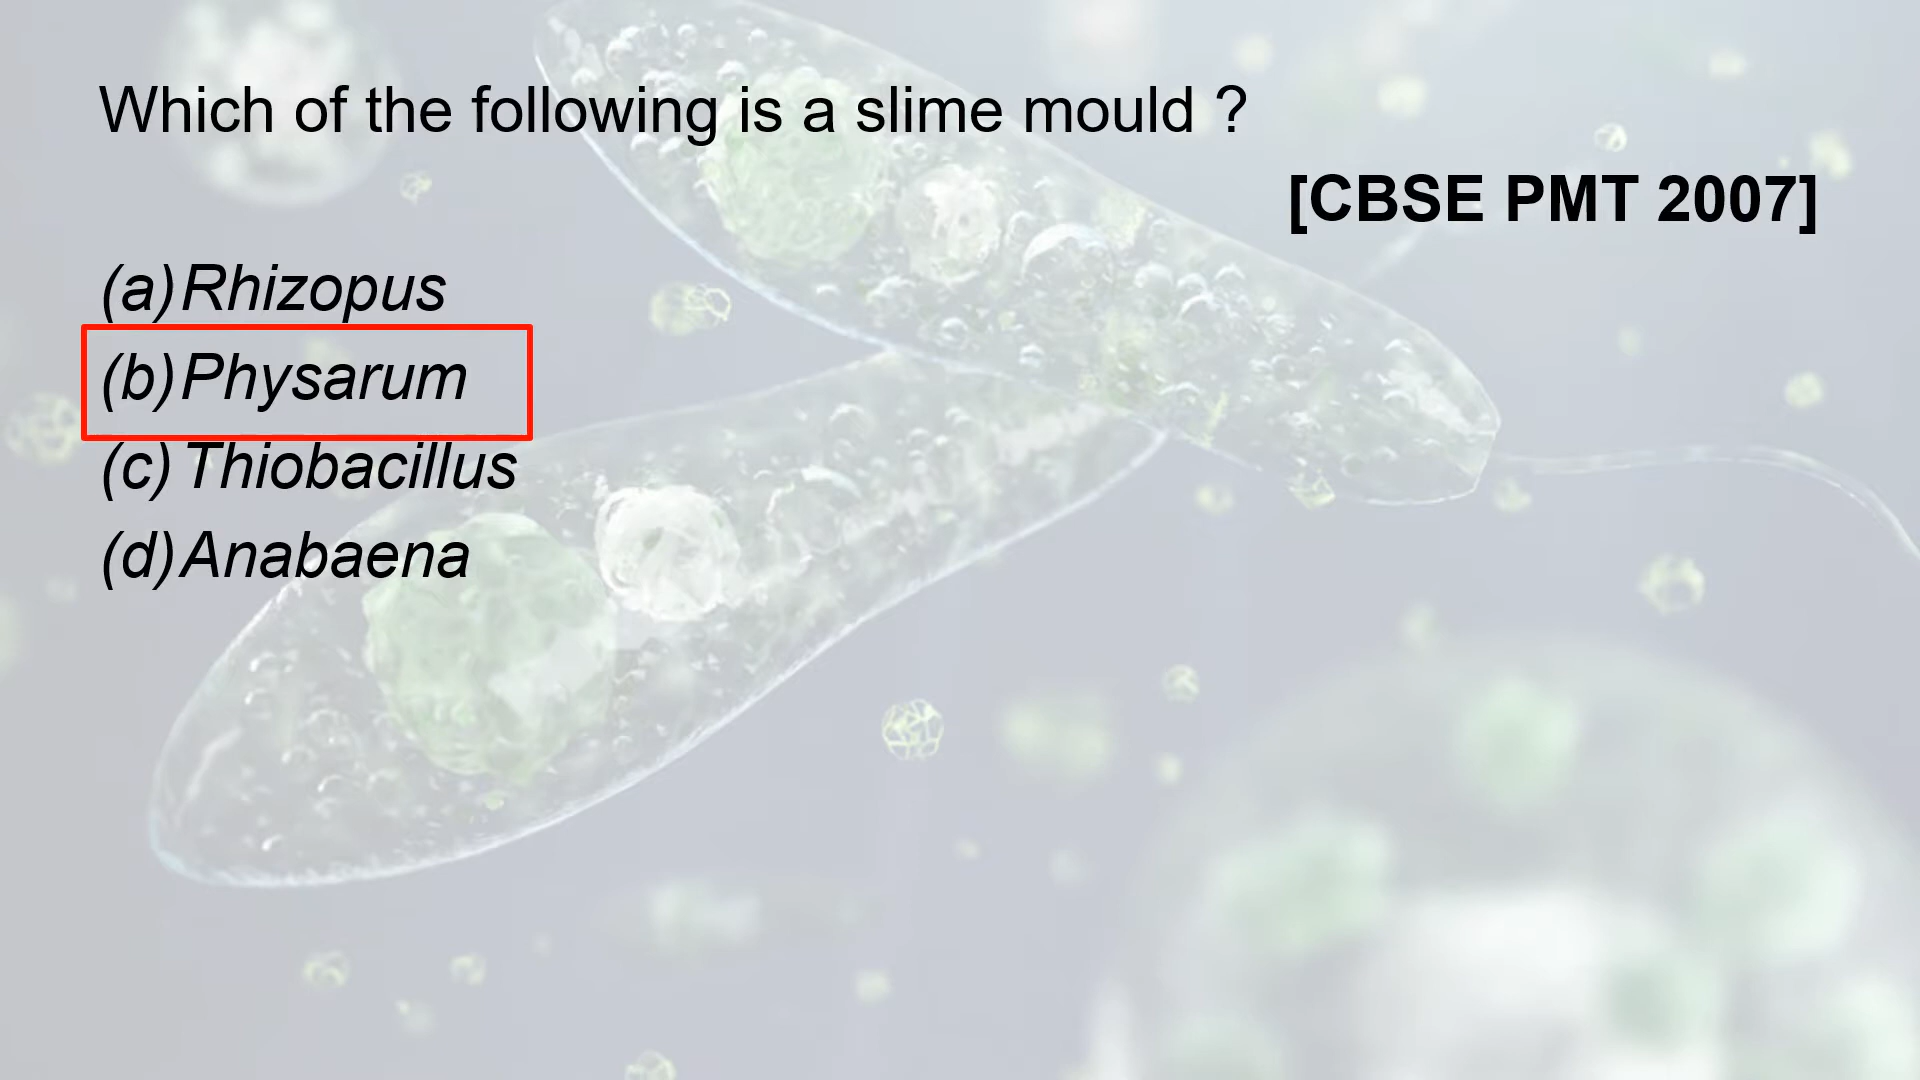 Which of the following is a slime mould ?
[CBSE PMT 2007]
(a) Rhizopus
(b) Physarum
(c) Thiobacillus
(d) Anabaena